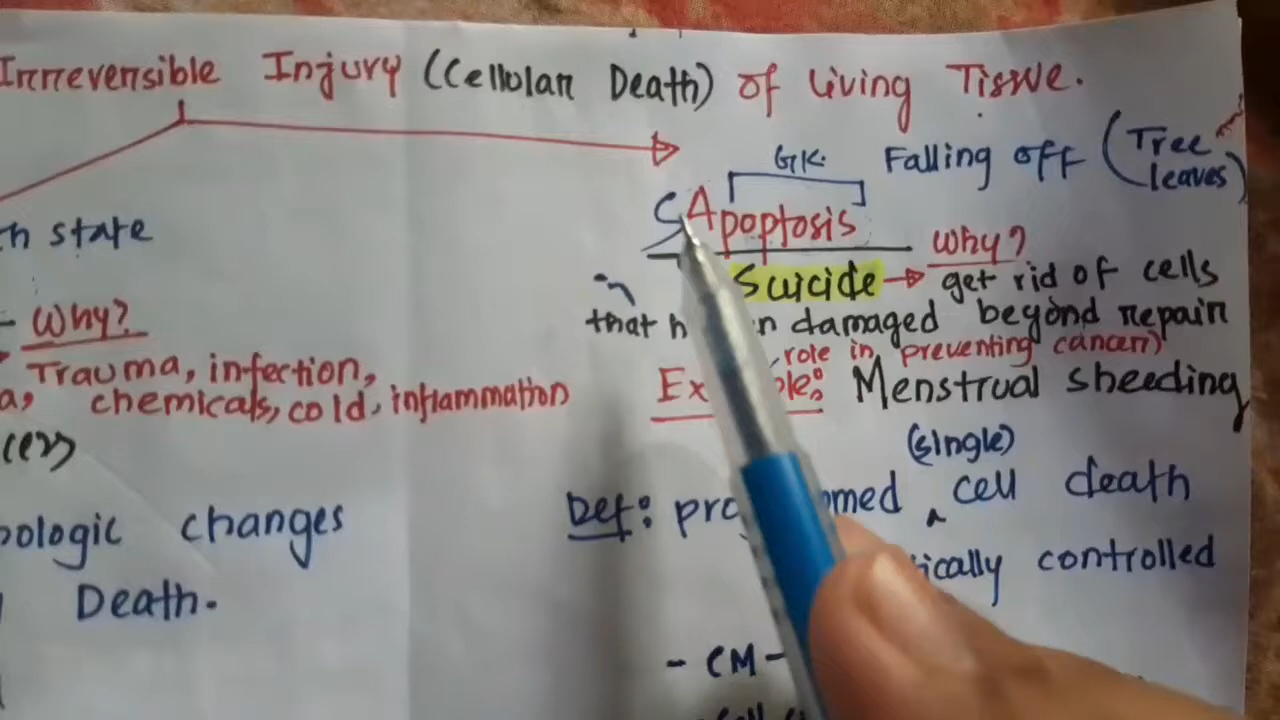 Irreversible Injury (Cellular Death) of Living Tissue.
GK. Falling off (Tree leaves)
CApoptosis
n state
Why?
Suicide → get rid of cells
that damaged beyond repair
Why?
role in preventing cancer)
Trauma, infection,
Menstrual sheeding
chemicals, cold, inflammation
(single)
Def: cell death
changes
controlled
Death.
- CM -